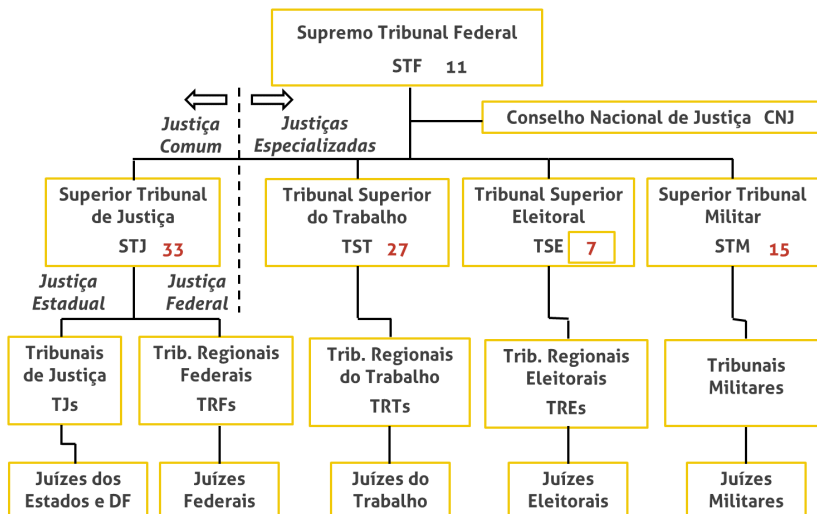 Supremo Tribunal Federal
STF 11
Conselho Nacional de Justiça CNJ
Justiça
Comum
Justiças
Especializadas
Superior Tribunal
de Justiça
STJ 33
Tribunal Superior
do Trabalho
TST 27
Tribunal Superior
Eleitoral
TSE 7
Superior Tribunal
Militar
STM 15
Justiça
Estadual
Justiça
Federal
Tribunais
de Justiça
TJs
Trib. Regionais
Federais
TRFs
Trib. Regionais
do Trabalho
TRTs
Trib. Regionais
Eleitorais
TREs
Tribunais
Militares
Juízes dos
Estados e DF
Juízes
Federais
Juízes do
Trabalho
Juízes
Eleitorais
Juízes
Militares